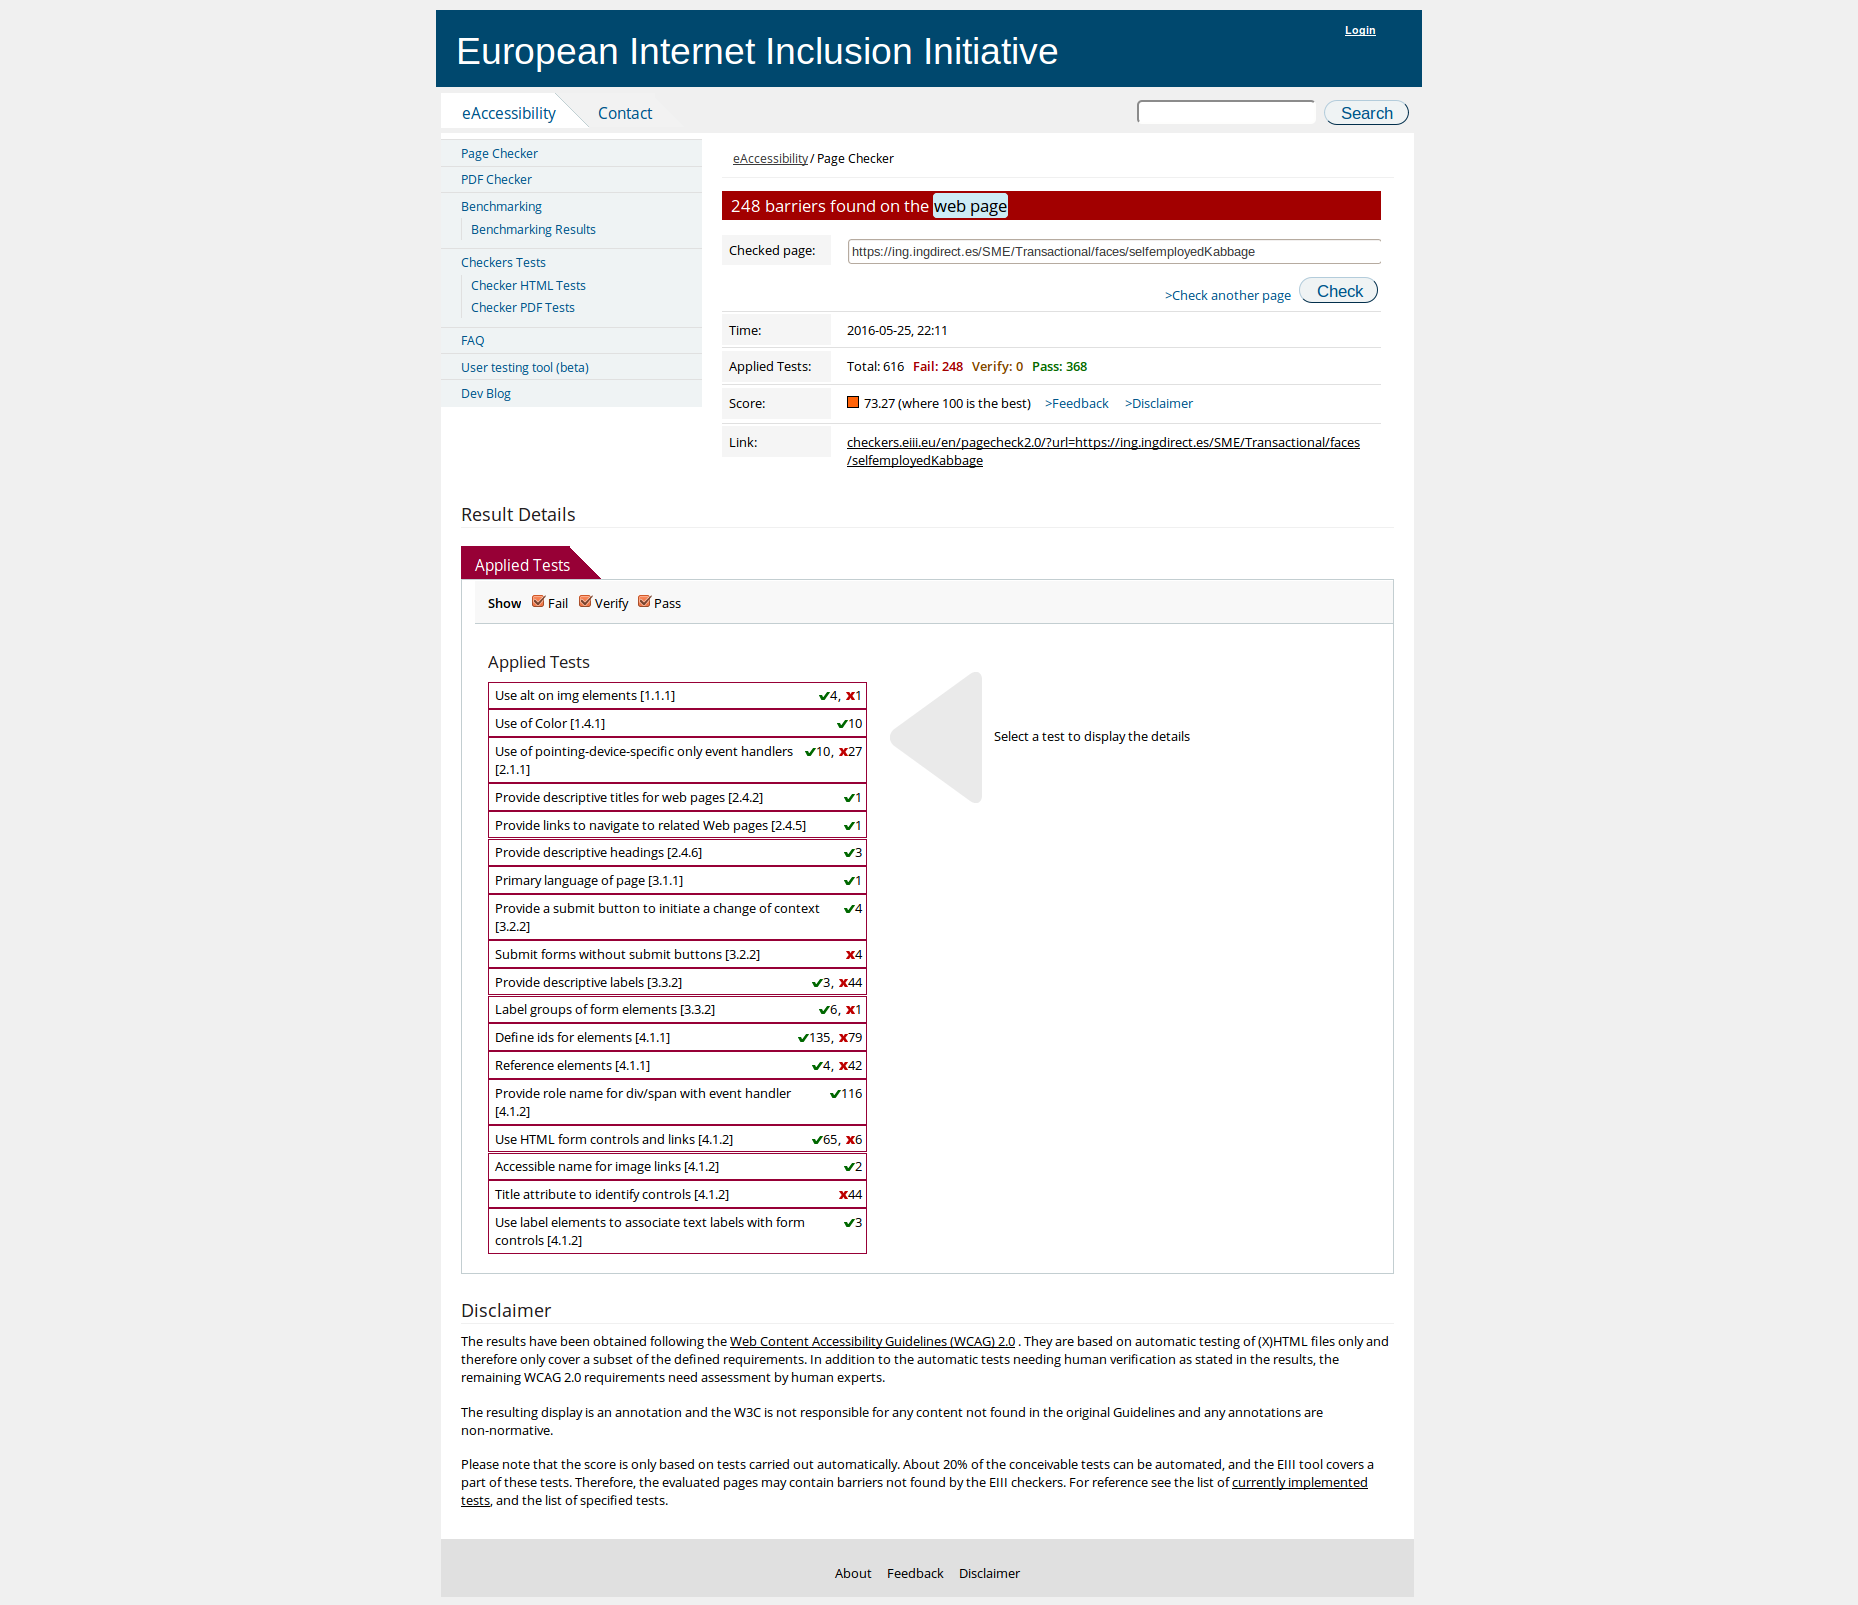 Login
European Internet Inclusion Initiative
eAccessibility
Contact
Search
Page Checker
PDF Checker
Benchmarking
Benchmarking Results
Checkers Tests
Checker HTML Tests
Checker PDF Tests
FAQ
User testing tool (beta)
Dev Blog
eAccessibility / Page Checker
248 barriers found on the web page
Checked page: https://ing.ingdirect.es/SME/Transactional/faces/selfemployedKabbage
>Check another page Check
Time: 2016-05-25, 22:11
Applied Tests: Total: 616 Fail: 248 Verify: 0 Pass: 368
Score: 73.27 (where 100 is the best) >Feedback >Disclaimer
Link: checkers.eiii.eu/en/pagecheck2.0/?url=https://ing.ingdirect.es/SME/Transactional/faces
/selfemployedKabbage
Result Details
Applied Tests
Show Fail Verify Pass
Applied Tests
Use alt on img elements [1.1.1] ✔4, ✘1
Use of Color [1.4.1] ✔10
Use of pointing-device-specific only event handlers ✔10, ✘27
[2.1.1]
Provide descriptive titles for web pages [2.4.2] ✔1
Provide links to navigate to related Web pages [2.4.5] ✔1
Provide descriptive headings [2.4.6] ✔3
Primary language of page [3.1.1] ✔1
Provide a submit button to initiate a change of context ✔4
[3.2.2]
Submit forms without submit buttons [3.2.2] ✘4
Provide descriptive labels [3.3.2] ✔3, ✘44
Label groups of form elements [3.3.2] ✔6, ✘1
Define ids for elements [4.1.1] ✔135, ✘79
Reference elements [4.1.1] ✔4, ✘42
Provide role name for div/span with event handler ✔116
[4.1.2]
Use HTML form controls and links [4.1.2] ✔65, ✘6
Accessible name for image links [4.1.2] ✔2
Title attribute to identify controls [4.1.2] ✘44
Use label elements to associate text labels with form ✔3
controls [4.1.2]
Select a test to display the details
Disclaimer
The results have been obtained following the Web Content Accessibility Guidelines (WCAG) 2.0 . They are based on automatic testing of (X)HTML files only and
therefore only cover a subset of the defined requirements. In addition to the automatic tests needing human verification as stated in the results, the
remaining WCAG 2.0 requirements need assessment by human experts.
The resulting display is an annotation and the W3C is not responsible for any content not found in the original Guidelines and any annotations are
non-normative.
Please note that the score is only based on tests carried out automatically. About 20% of the conceivable tests can be automated, and the EIII tool covers a
part of these tests. Therefore, the evaluated pages may contain barriers not found by the EIII checkers. For reference see the list of currently implemented
tests, and the list of specified tests.
About Feedback Disclaimer